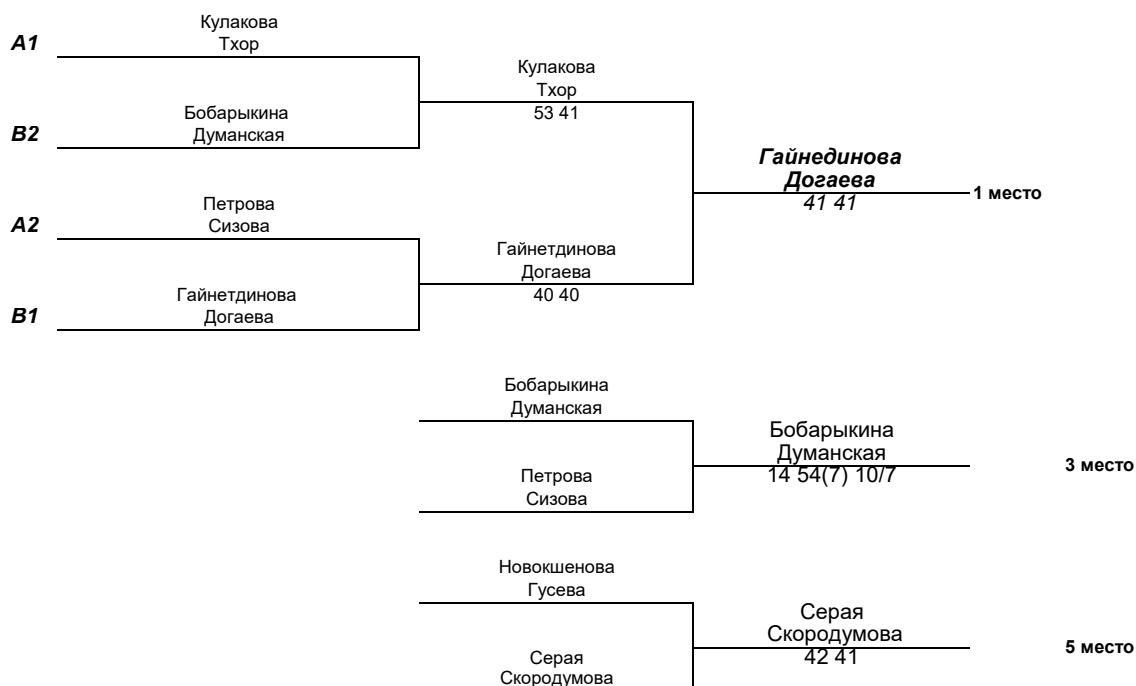 Кулакова
A1 Тхор
Бобарыкина
B2 Думанская
Кулакова
Тхор
53 41
Петрова
A2 Сизова
Гайнетдинова
B1 Догаева
Гайнетдинова
Догаева
40 40
Гайнединова
Догаева
41 41
1 место
Бобарыкина
Думанская
Петрова
Сизова
Бобарыкина
Думанская
14 54(7) 10/7
3 место
Новокшенова
Гусева
Серая
Скородумова
Серая
Скородумова
42 41
5 место